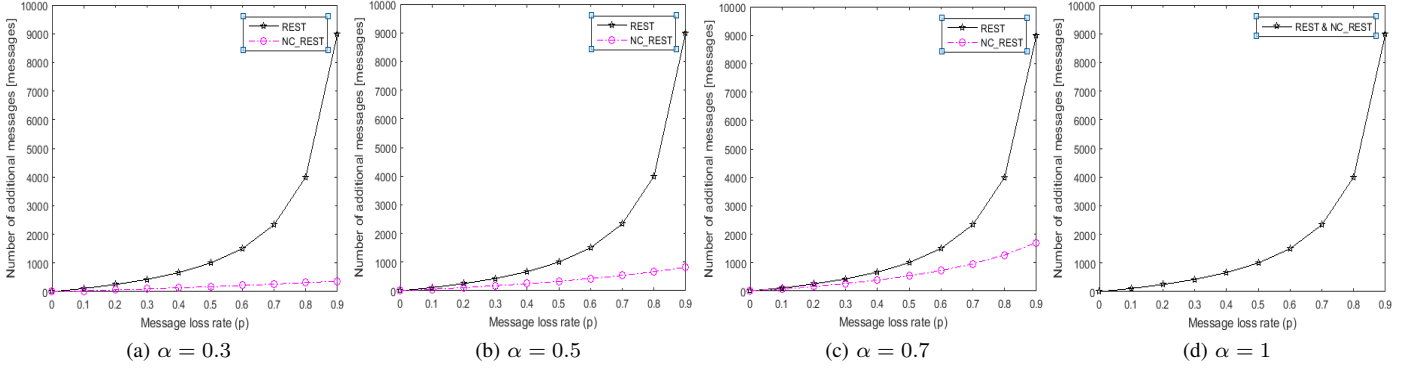 Number of additional messages [messages]
10000
9000
8000
7000
6000
5000
4000
3000
2000
1000
0
REST
NC_REST
0 0.1 0.2 0.3 0.4 0.5 0.6 0.7 0.8 0.9
Message loss rate (p)
(a) α = 0.3
Number of additional messages [messages]
10000
9000
8000
7000
6000
5000
4000
3000
2000
1000
0
REST
NC_REST
0 0.1 0.2 0.3 0.4 0.5 0.6 0.7 0.8 0.9
Message loss rate (p)
(b) α = 0.5
Number of additional messages [messages]
10000
9000
8000
7000
6000
5000
4000
3000
2000
1000
0
REST
NC_REST
0 0.1 0.2 0.3 0.4 0.5 0.6 0.7 0.8 0.9
Message loss rate (p)
(c) α = 0.7
Number of additional messages [messages]
10000
9000
8000
7000
6000
5000
4000
3000
2000
1000
0
REST & NC_REST
0 0.1 0.2 0.3 0.4 0.5 0.6 0.7 0.8 0.9
Message loss rate (p)
(d) α = 1